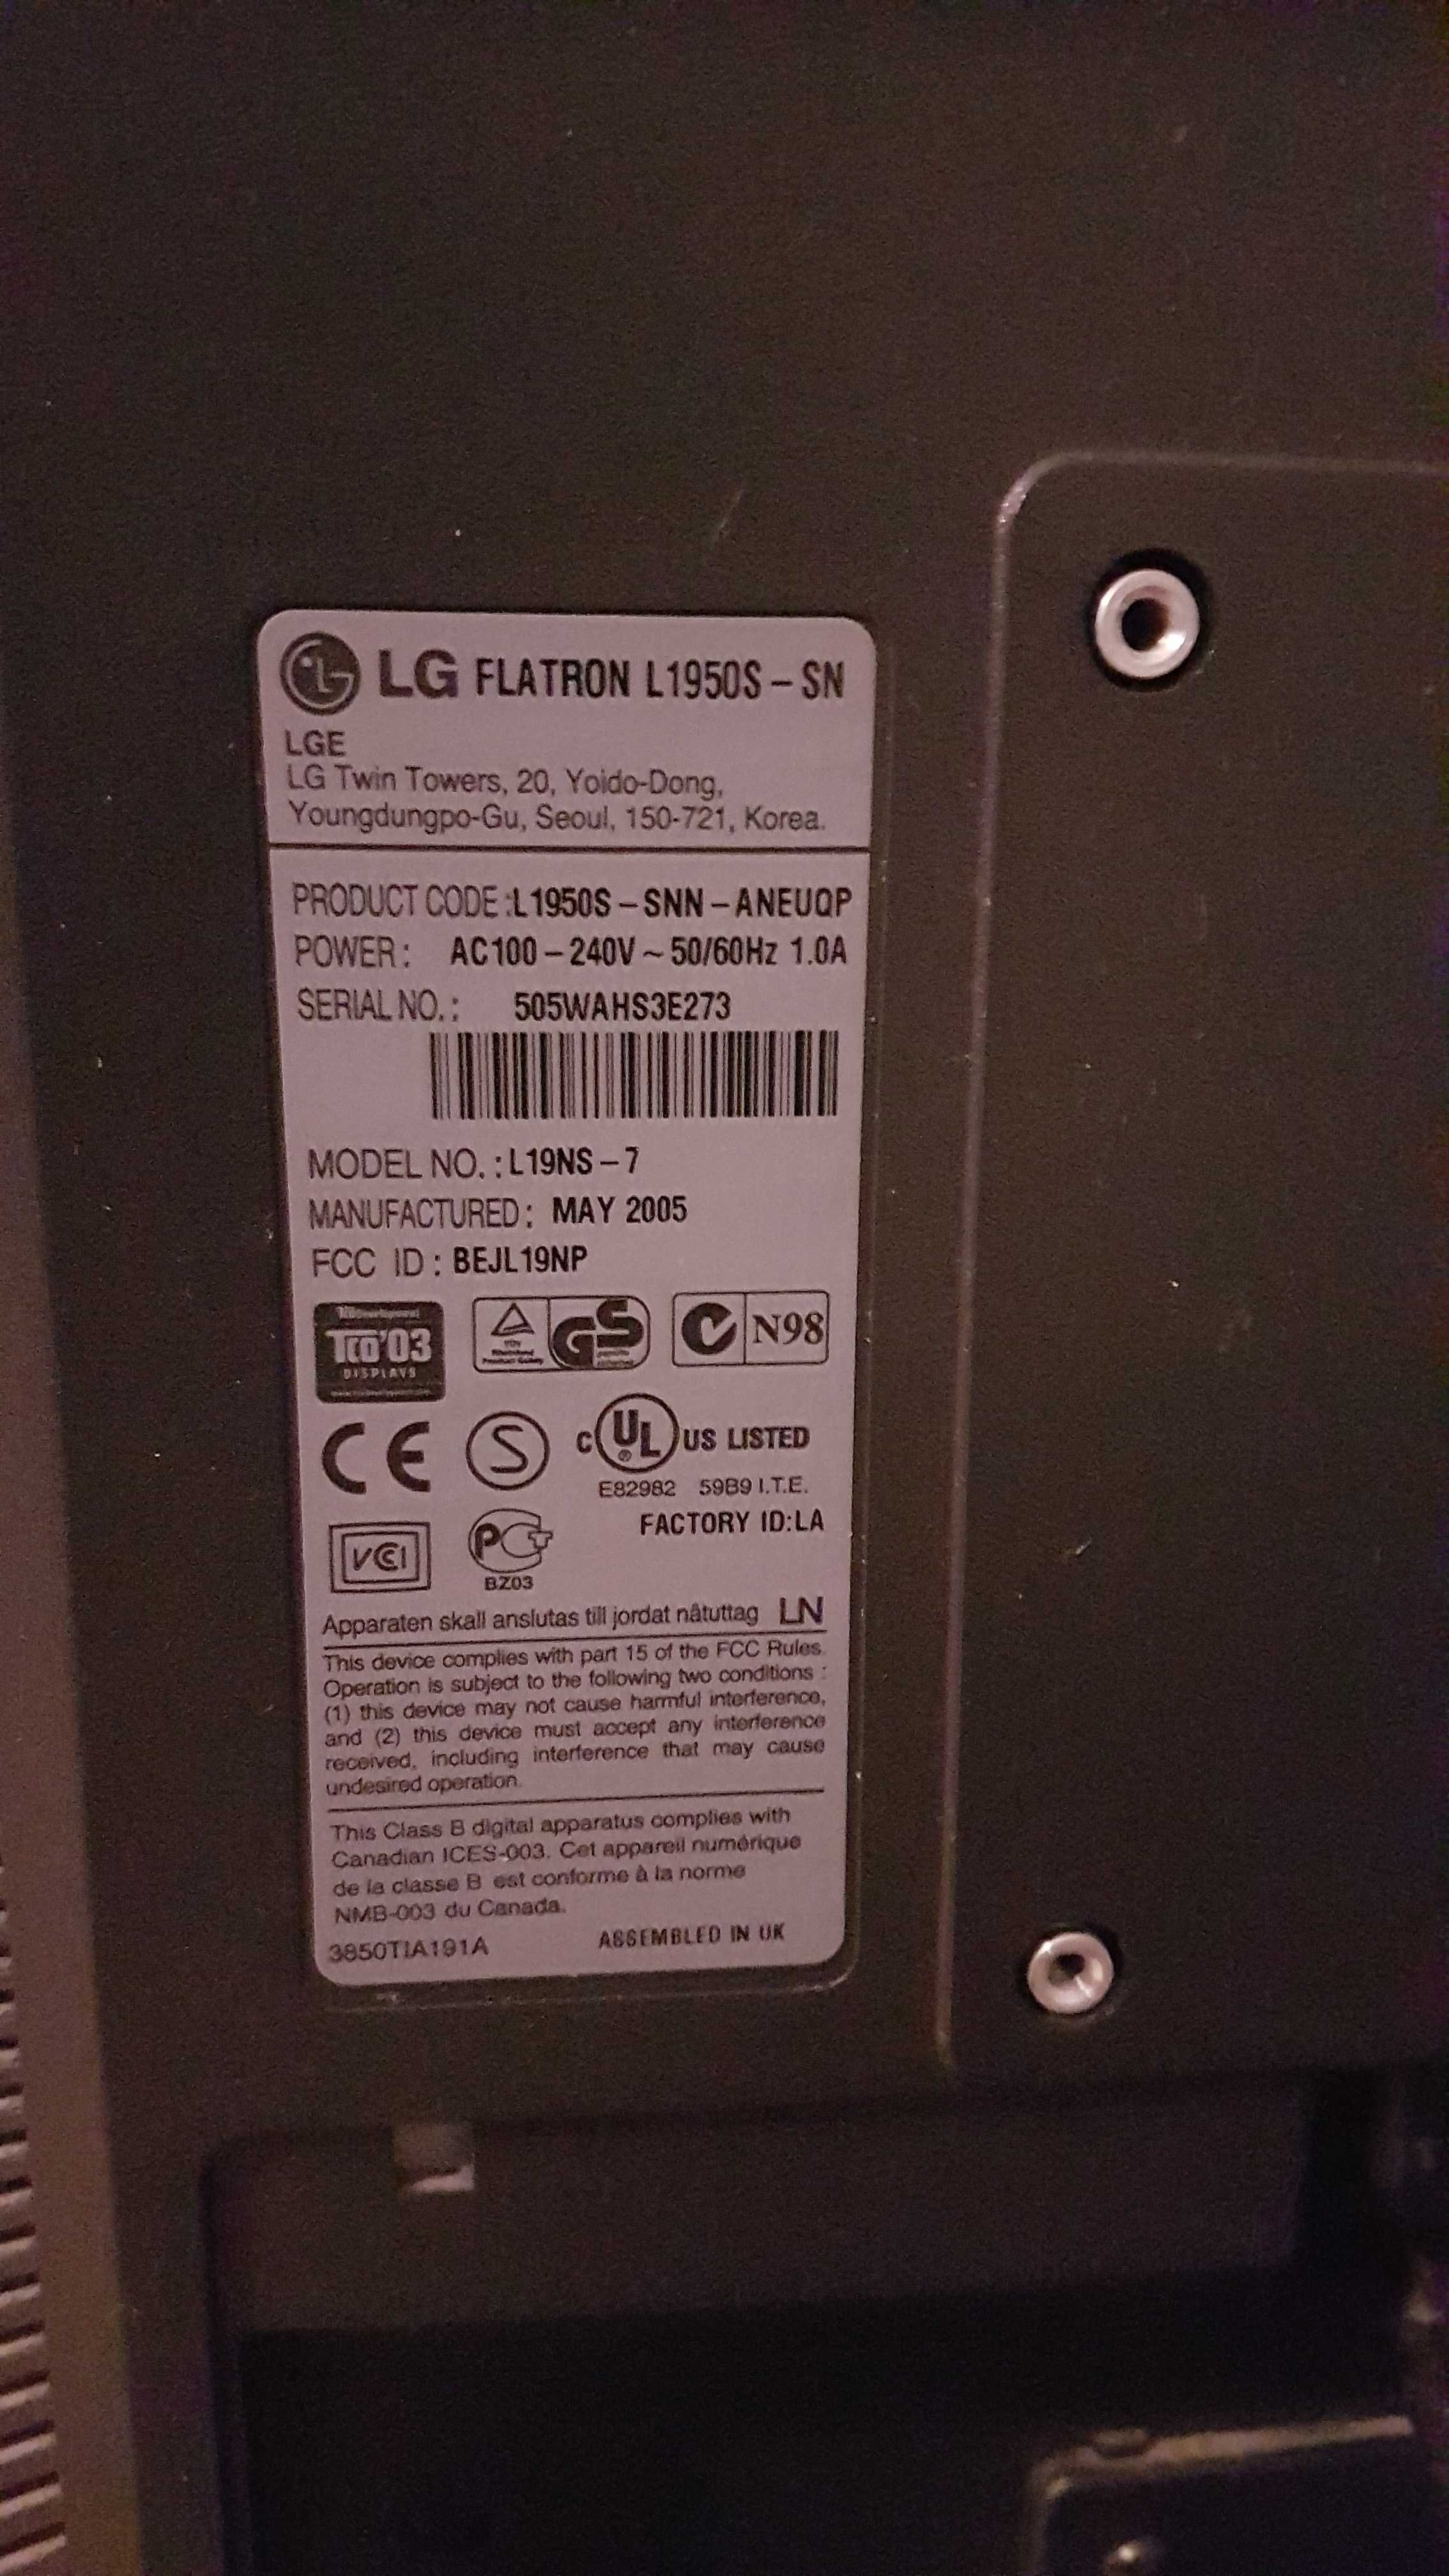 LG FLATRON L1950S – SN
LGE
LG Twin Towers, 20, Yoido-Dong,
Youngdungpo-Gu, Seoul, 150-721, Korea.
PRODUCT CODE :L1950S – SNN – ANEUQP
POWER : AC100 – 240V ~ 50/60Hz 1.0A
SERIAL NO. : 505WAHS3E273
MODEL NO. : L19NS – 7
MANUFACTURED : MAY 2005
FCC ID : BEJL19NP
TCO'03
DISPLAYS
TÜV
Rheinland
Product Safety
GS
N98
CE S c UL ® US LISTED
E82982 59B9 I.T.E.
FACTORY ID:LA
VCCI
PCT
BZ03
Apparaten skall anslutas till jordat nätuttag LN
This device complies with part 15 of the FCC Rules.
Operation is subject to the following two conditions :
(1) this device may not cause harmful interference,
and (2) this device must accept any interference
received, including interference that may cause
undesired operation.
This Class B digital apparatus complies with
Canadian ICES-003. Cet appareil numérique
de la classe B est conforme à la norme
NMB-003 du Canada.
3850TIA191A ASSEMBLED IN UK